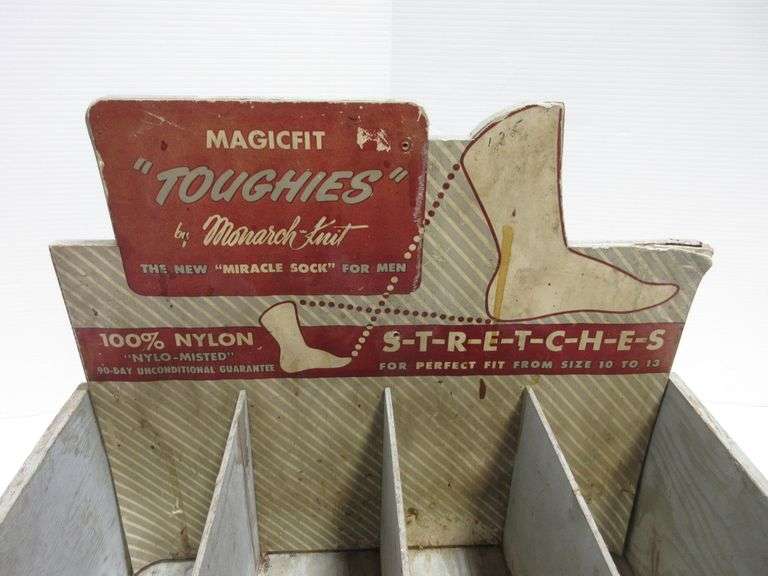 MAGICFIT
"TOUGHIES"
by Monarch-Knit
THE NEW "MIRACLE SOCK" FOR MEN
100% NYLON
"NYLO-MISTED"
90-DAY UNCONDITIONAL GUARANTEE
S-T-R-E-T-C-H-E-S
FOR PERFECT FIT FROM SIZE 10 TO 13